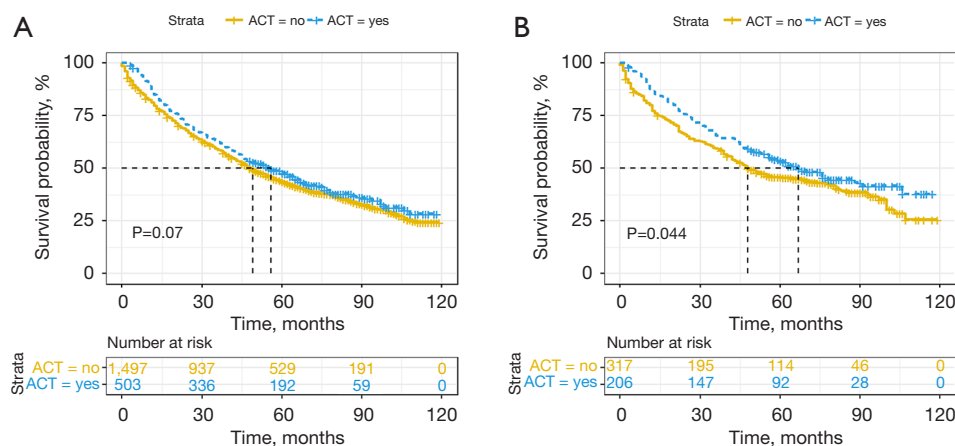 A
Strata ACT = no ACT = yes
Survival probability, %
100
75
50
25
0
P=0.07
0 30 60 90 120
Time, months
Number at risk
Strata
ACT = no 1,497 937 529 191 0
ACT = yes 503 336 192 59 0
0 30 60 90 120
Time, months
B
Strata ACT = no ACT = yes
Survival probability, %
100
75
50
25
0
P=0.044
0 30 60 90 120
Time, months
Number at risk
Strata
ACT = no 317 195 114 46 0
ACT = yes 206 147 92 28 0
0 30 60 90 120
Time, months